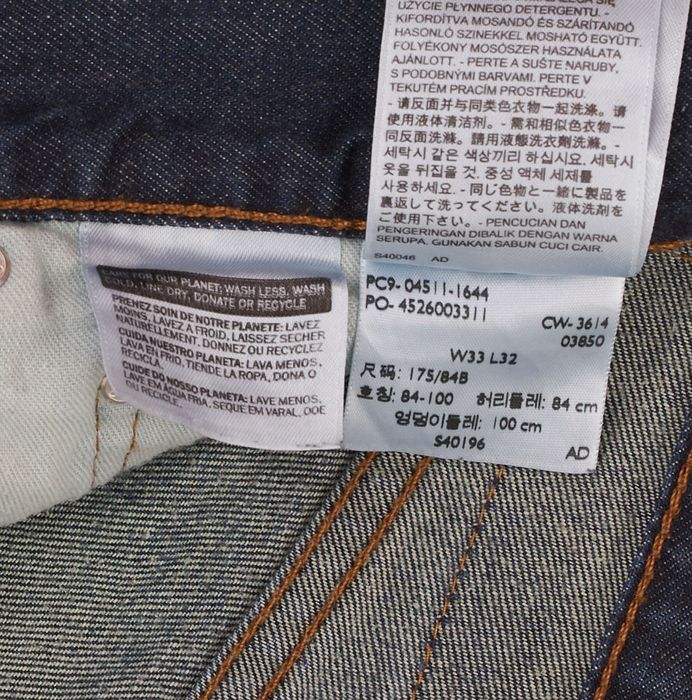 UŻYCIE PŁYNNEGO DETERGENTU. -
KIFORDÍTVA MOSANDÓ ÉS SZÁRÍTANDÓ
HASONLÓ SZINEKKEL MOSHATÓ EGYÜTT.
FOLYÉKONY MOSÓSZER HASZNÁLATA
AJÁNLOTT. - PERTE A SUŠTE NARUBY,
S PODOBNÝMI BARVAMI. PERTE V
TEKUTÉM PRACÍM PROSTŘEDKU.
- 请反面并与同类色衣物一起洗涤。请
使用液体清洁剂。- 需和相似色衣物一
同反面洗滌。請用液態洗衣劑洗滌。-
세탁시 같은 색상끼리 하십시요. 세탁시
옷을 뒤집을 것. 중성 액체 세제를
사용하세요. - 同じ色物と一緒に製品を
裏返して洗ってください。液体洗剤を
ご使用下さい。- PENCUCIAN DAN
PENGERINGAN DIBALIK DENGAN WARNA
SERUPA. GUNAKAN SABUN CUCI CAIR.
S40046 AD
CARE FOR OUR PLANET: WASH LESS, WASH
COLD, LINE DRY, DONATE OR RECYCLE
PRENEZ SOIN DE NOTRE PLANETE: LAVEZ
MOINS, LAVEZ A FROID, LAISSEZ SECHER
NATURELLEMENT, DONNEZ OU RECYCLEZ
CUIDA NUESTRO PLANETA: LAVA MENOS,
LAVA EN FRIO, TIENDE LA ROPA, DONA O
RECICLA.
CUIDE DO NOSSO PLANETA: LAVE MENOS,
LAVE EM AGUA FRIA, SEQUE EM VARAL, DOE
PC9- 04511-1644
PO- 4526003311
CW- 3614
03850
W33 L32
尺码: 175/84B
호칭: 84-100 허리둘레: 84 cm
엉덩이둘레: 100 cm
S40196 AD